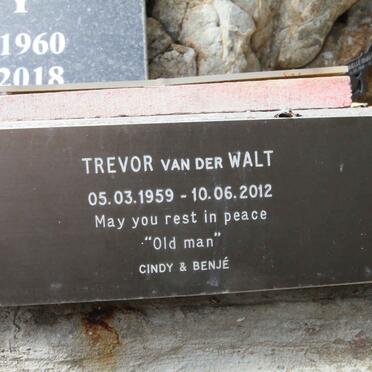 Y
1960
2018
TREVOR VAN DER WALT
05.03.1959 - 10.06.2012
May you rest in peace
"Old man"
CINDY & BENJÉ